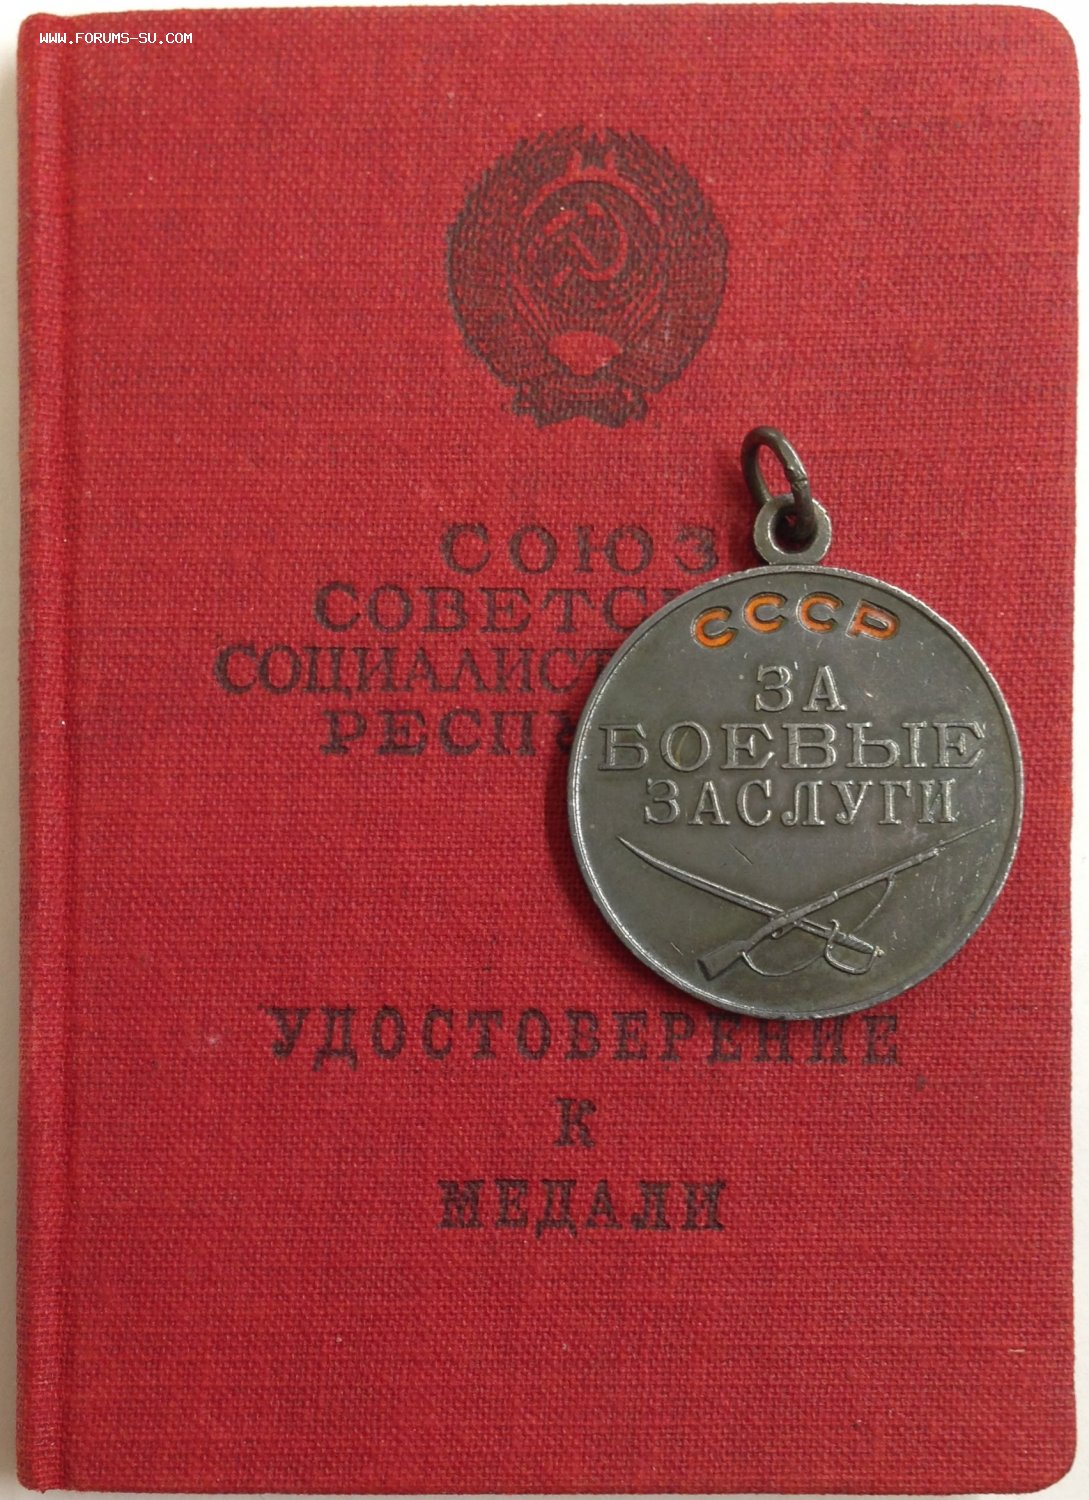 WWW.FORUMS-SU.COM
СОЮЗ
СОВЕТС
СОЦИАЛИСТ
РЕСП
СССР
ЗА
БОЕВЫЕ
ЗАСЛУГИ
УДОСТОВЕРЕНИЕ
К
МЕДАЛИ